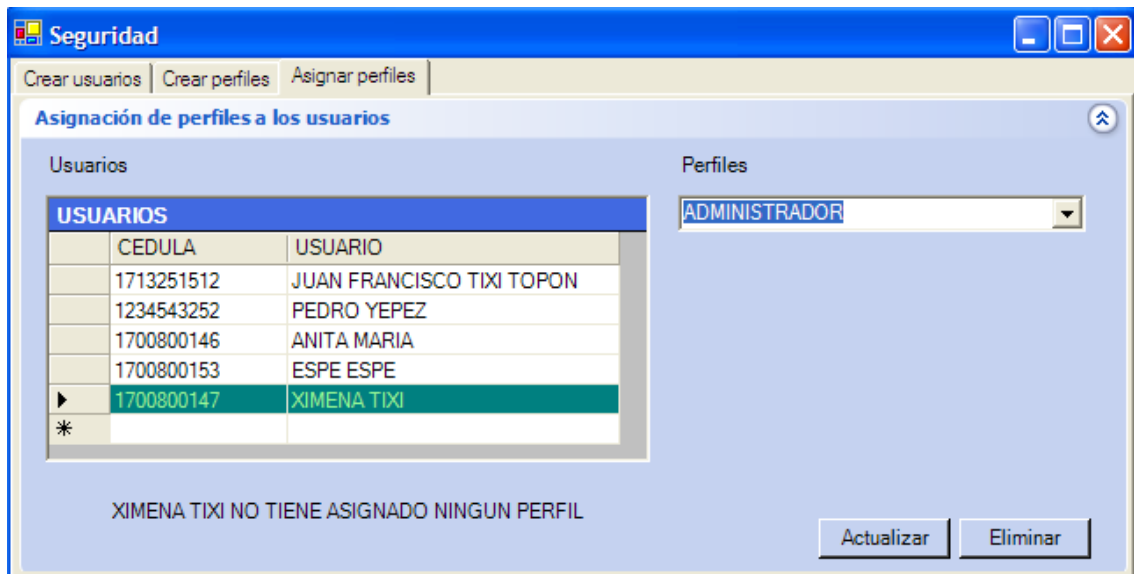 Seguridad
Crear usuarios Crear perfiles Asignar perfiles
Asignación de perfiles a los usuarios
Usuarios Perfiles
USUARIOS ADMINISTRADOR
CEDULA USUARIO
1713251512 JUAN FRANCISCO TIXI TOPON
1234543252 PEDRO YEPEZ
1700800146 ANITA MARIA
1700800153 ESPE ESPE
1700800147 XIMENA TIXI
XIMENA TIXI NO TIENE ASIGNADO NINGUN PERFIL
Actualizar Eliminar